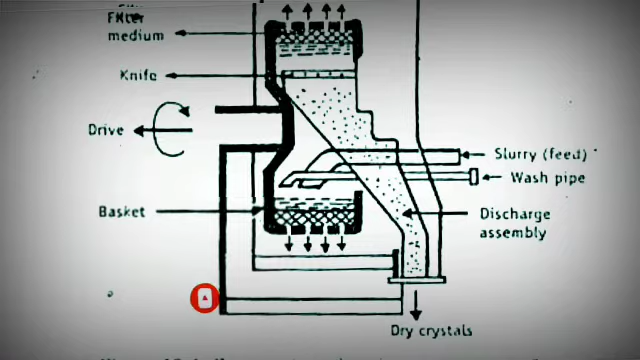 Filter
medium
Knife
Drive
Slurry (feed)
Wash pipe
Basket
Discharge
assembly
Dry crystals